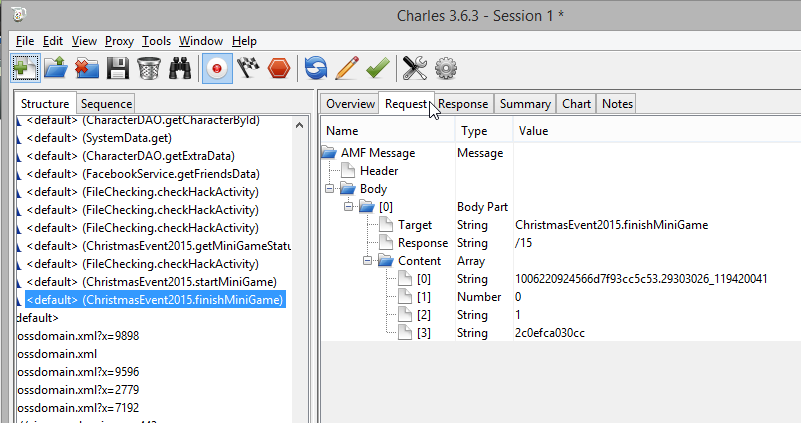 Charles 3.6.3 - Session 1 *
File Edit View Proxy Tools Window Help
Structure Sequence
<default> (CharacterDAO.getCharacterById)
<default> (SystemData.get)
<default> (CharacterDAO.getExtraData)
<default> (FacebookService.getFriendsData)
<default> (FileChecking.checkHackActivity)
<default> (FileChecking.checkHackActivity)
<default> (FileChecking.checkHackActivity)
<default> (ChristmasEvent2015.getMiniGameStatu
<default> (FileChecking.checkHackActivity)
<default> (ChristmasEvent2015.startMiniGame)
<default> (ChristmasEvent2015.finishMiniGame)
default>
ossdomain.xml?x=9898
ossdomain.xml
ossdomain.xml?x=9596
ossdomain.xml?x=2779
ossdomain.xml?x=7192
Overview Request Response Summary Chart Notes
Name Type Value
AMF Message Message
Header
Body
[0] Body Part
Target String ChristmasEvent2015.finishMiniGame
Response String /15
Content Array
[0] String 1006220924566d7f93cc5c53.29303026_119420041
[1] Number 0
[2] String 1
[3] String 2c0efca030cc